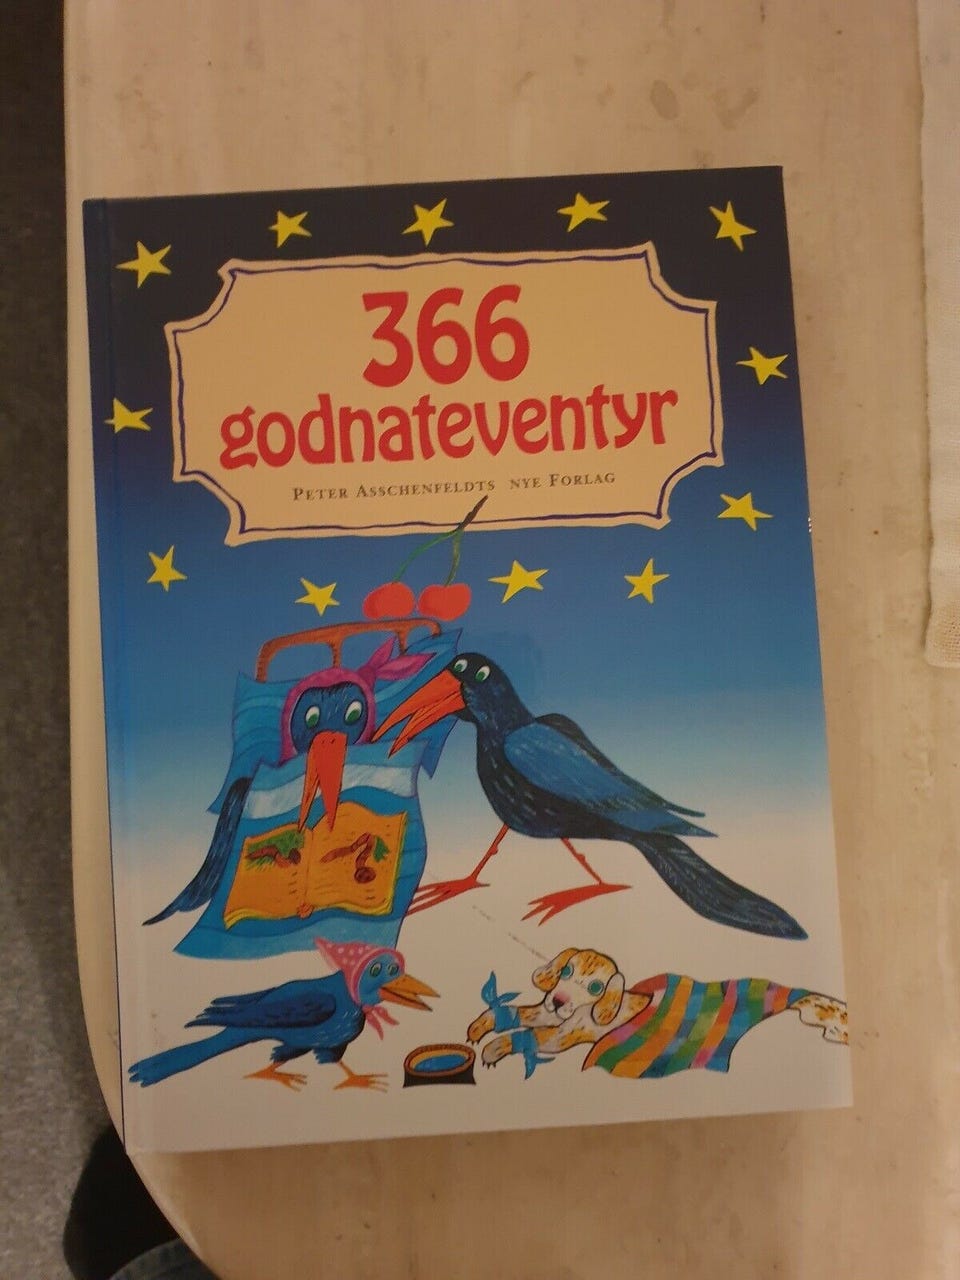 366
godnateventyr
PETER ASSCHENFELDTS NYE FORLAG